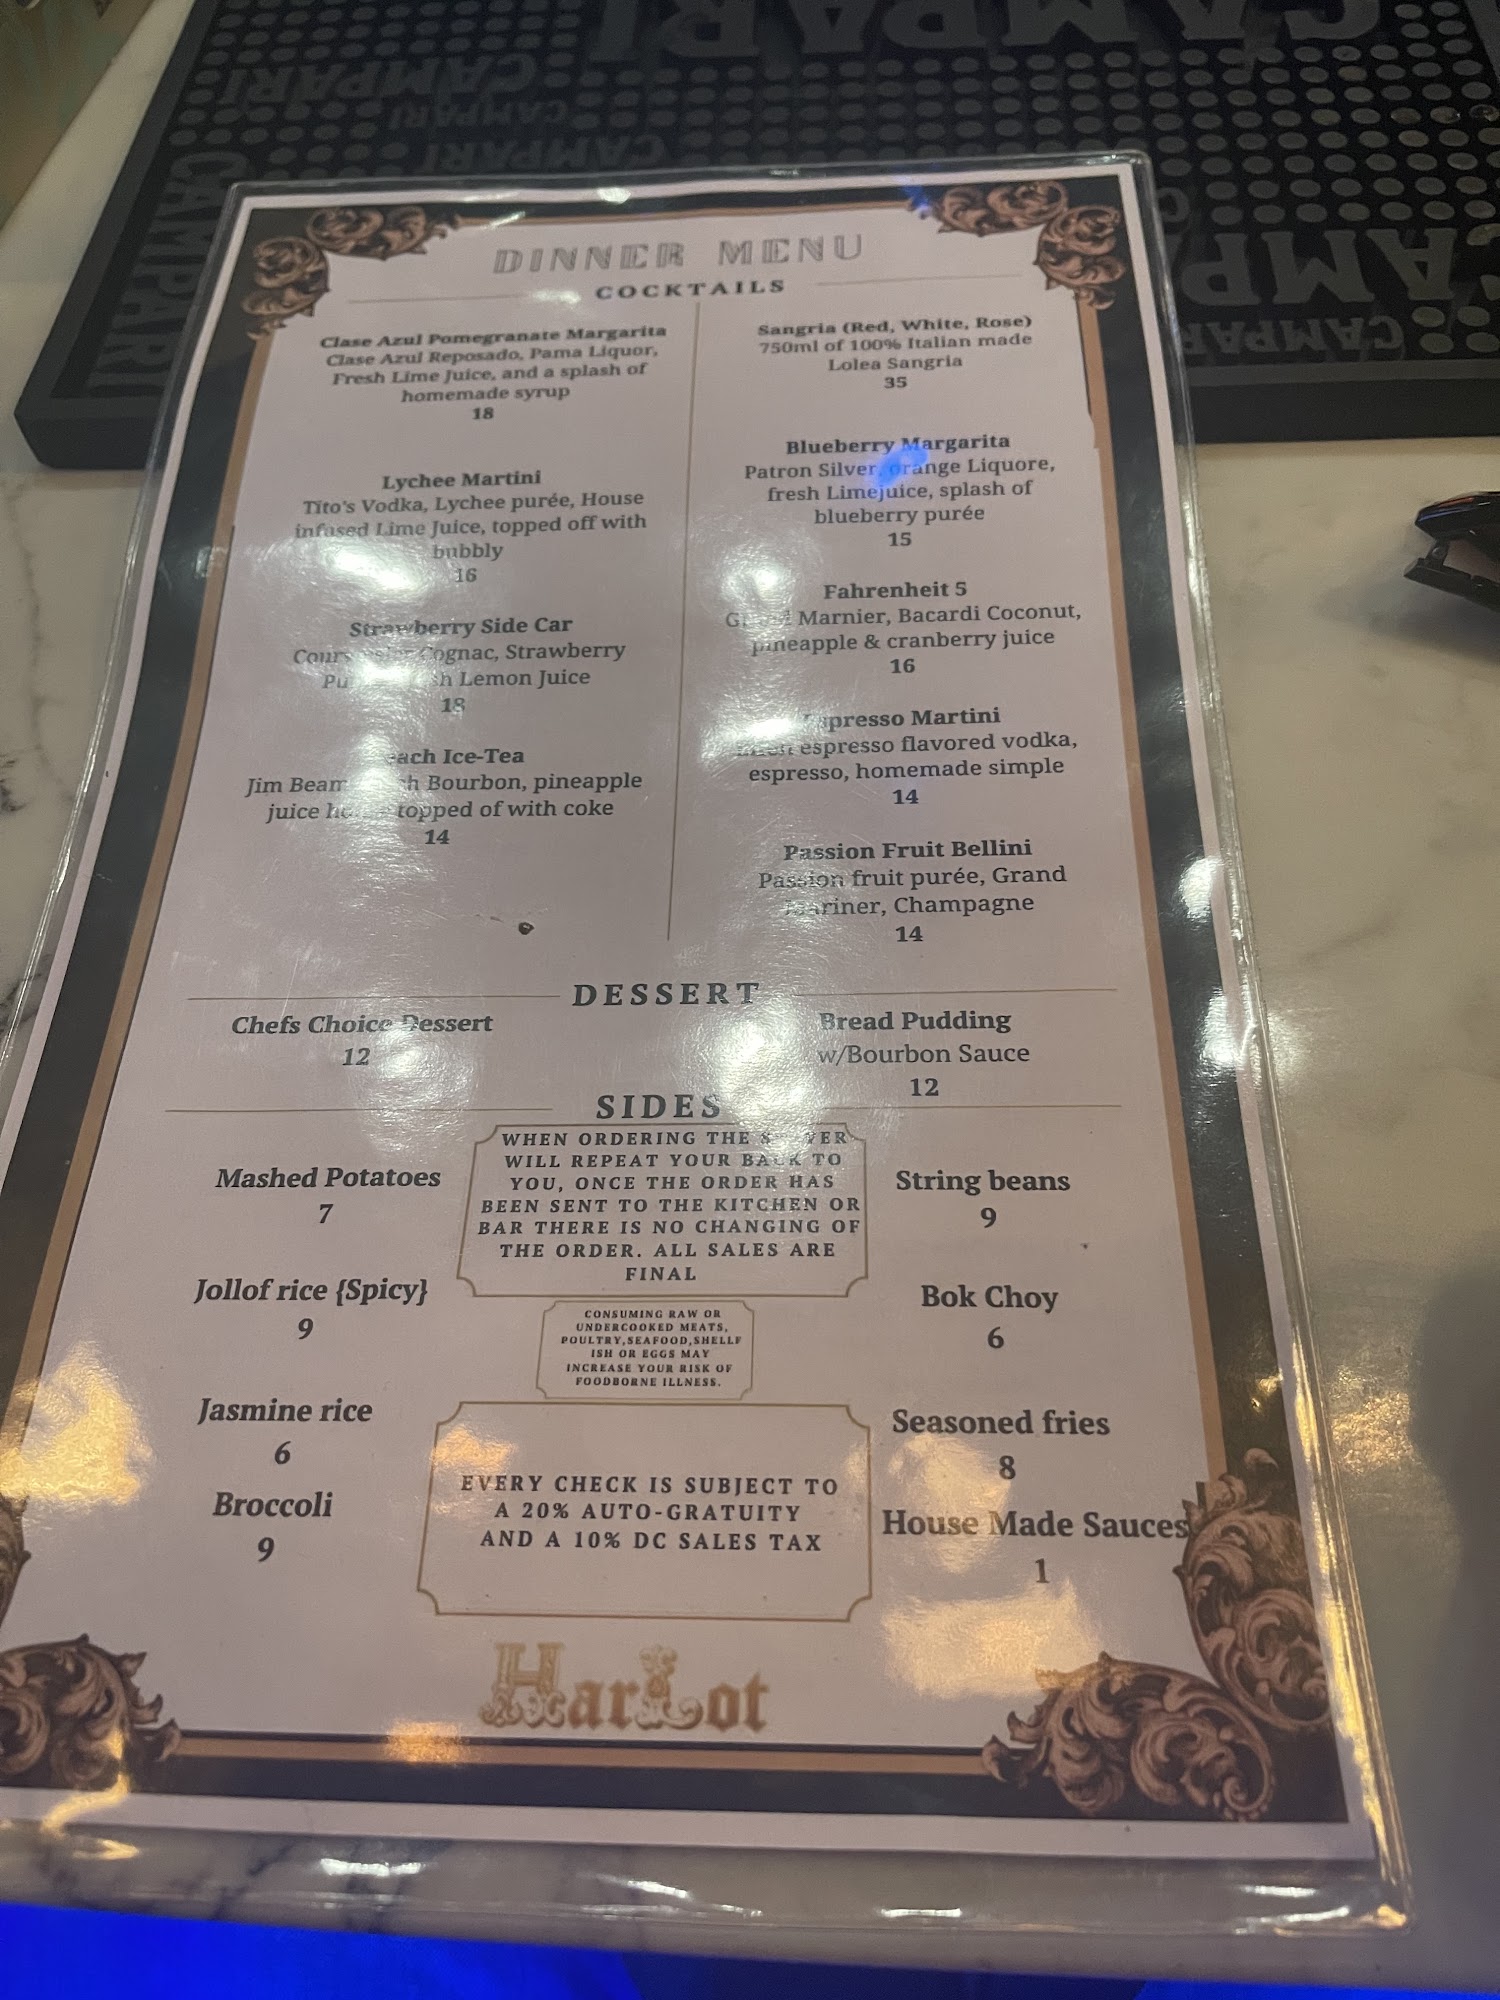 CAMPARI
CAMPARI
CAMPARI
CAMPARI
CAMPARI
CAMPARI
DINNER MENU
COCKTAILS
Clase Azul Pomegranate Margarita
Clase Azul Reposado, Pama Liquor,
Fresh Lime Juice, and a splash of
homemade syrup
18
Lychee Martini
Tito's Vodka, Lychee purée, House
infused Lime Juice, topped off with
bubbly
16
Strawberry Side Car
Cognac, Strawberry
Lemon Juice
18
Ice-Tea
Jim Beam Bourbon, pineapple
juice topped of with coke
14
Sangria (Red, White, Rose)
750ml of 100% Italian made
Lolea Sangria
35
Blueberry Margarita
Patron Silver, orange Liquore,
fresh Limejuice, splash of
blueberry purée
15
Fahrenheit 5
Marnier, Bacardi Coconut,
pineapple & cranberry juice
16
Espresso Martini
espresso flavored vodka,
espresso, homemade simple
14
Passion Fruit Bellini
Passion fruit purée, Grand
Mariner, Champagne
14
DESSERT
Chefs Choice Dessert
12
Bread Pudding
w/Bourbon Sauce
12
SIDES
Mashed Potatoes
7
Jollof rice {Spicy}
9
Jasmine rice
6
Broccoli
9
WHEN ORDERING THE SERVER
WILL REPEAT YOUR BACK TO
YOU, ONCE THE ORDER HAS
BEEN SENT TO THE KITCHEN OR
BAR THERE IS NO CHANGING OF
THE ORDER. ALL SALES ARE
FINAL
CONSUMING RAW OR
UNDERCOOKED MEATS,
POULTRY,SEAFOOD,SHELLF
ISH OR EGGS MAY
INCREASE YOUR RISK OF
FOODBORNE ILLNESS.
EVERY CHECK IS SUBJECT TO
A 20% AUTO-GRATUITY
AND A 10% DC SALES TAX
String beans
9
Bok Choy
6
Seasoned fries
8
House Made Sauces
1
HarLot